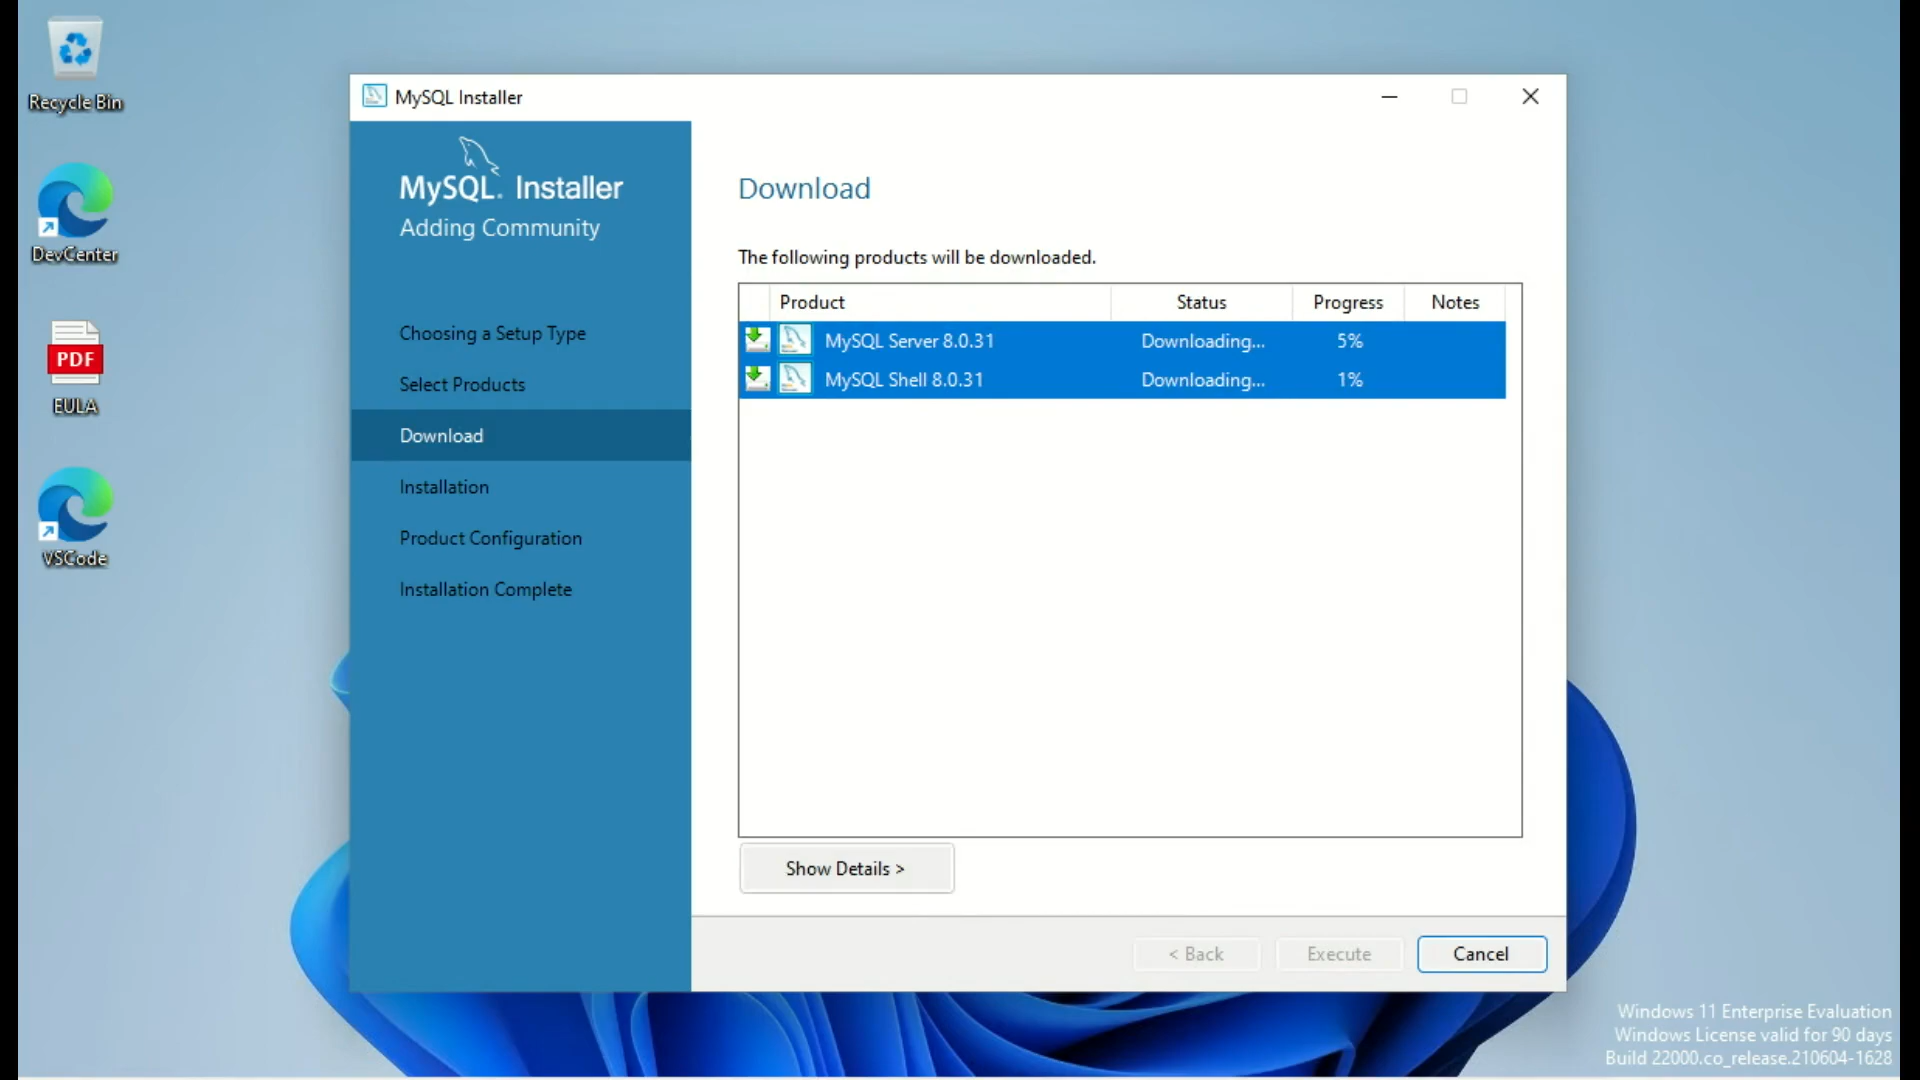 Recycle Bin
DevCenter
PDF
EULA
VSCode
MySQL Installer
MySQL. Installer
Adding Community
Choosing a Setup Type
Select Products
Download
Installation
Product Configuration
Installation Complete
Download
The following products will be downloaded.
Product Status Progress Notes
MySQL Server 8.0.31 Downloading... 5%
MySQL Shell 8.0.31 Downloading... 1%
Show Details >
< Back Execute Cancel
Windows 11 Enterprise Evaluation
Windows License valid for 90 days
Build 22000.co_release.210604-1628